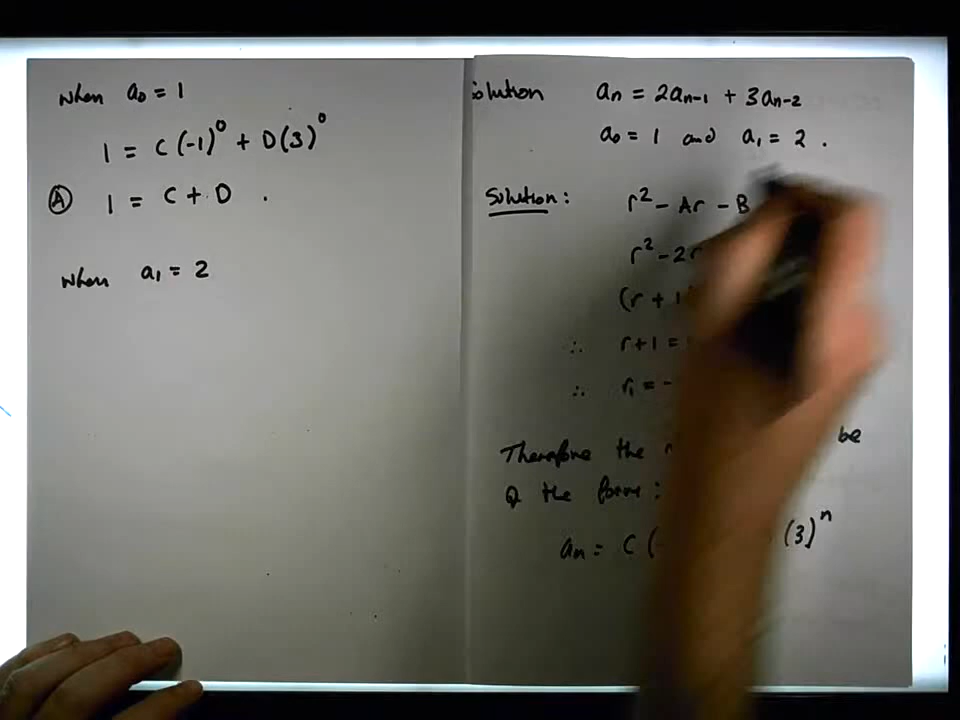 when a₀ = 1
1 = C(-1)⁰ + D(3)⁰
Ⓐ 1 = C + D .
when a₁ = 2
solution aₙ = 2aₙ₋₁ + 3aₙ₋₂
a₀ = 1 and a₁ = 2 .
Solution : r² - Ar - B
r² - 2r
(r + 1
∴ r + 1 =
∴ r₁ = -
Therefore the be
of the form :
aₙ = C ( (3)ⁿ